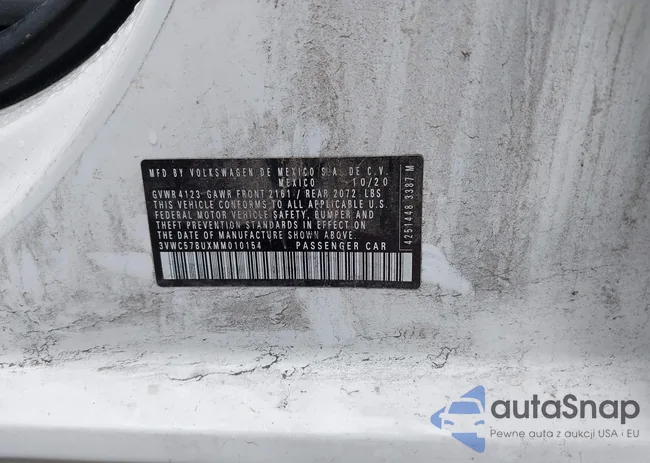 MFD BY VOLKSWAGEN DE MEXICO S.A. DE C.V.
MEXICO 10/20
GVWR 4123 GAWR FRONT 2161 / REAR 2072 LBS
THIS VEHICLE CONFORMS TO ALL APPLICABLE U.S.
FEDERAL MOTOR VEHICLE SAFETY, BUMPER AND
THEFT PREVENTION STANDARDS IN EFFECT ON THE
DATE OF MANUFACTURE SHOWN ABOVE.
3VWC57BUXMM010154 PASSENGER CAR
4251448 3387 M
autoSnap
Pewne auta z aukcji USA i EU